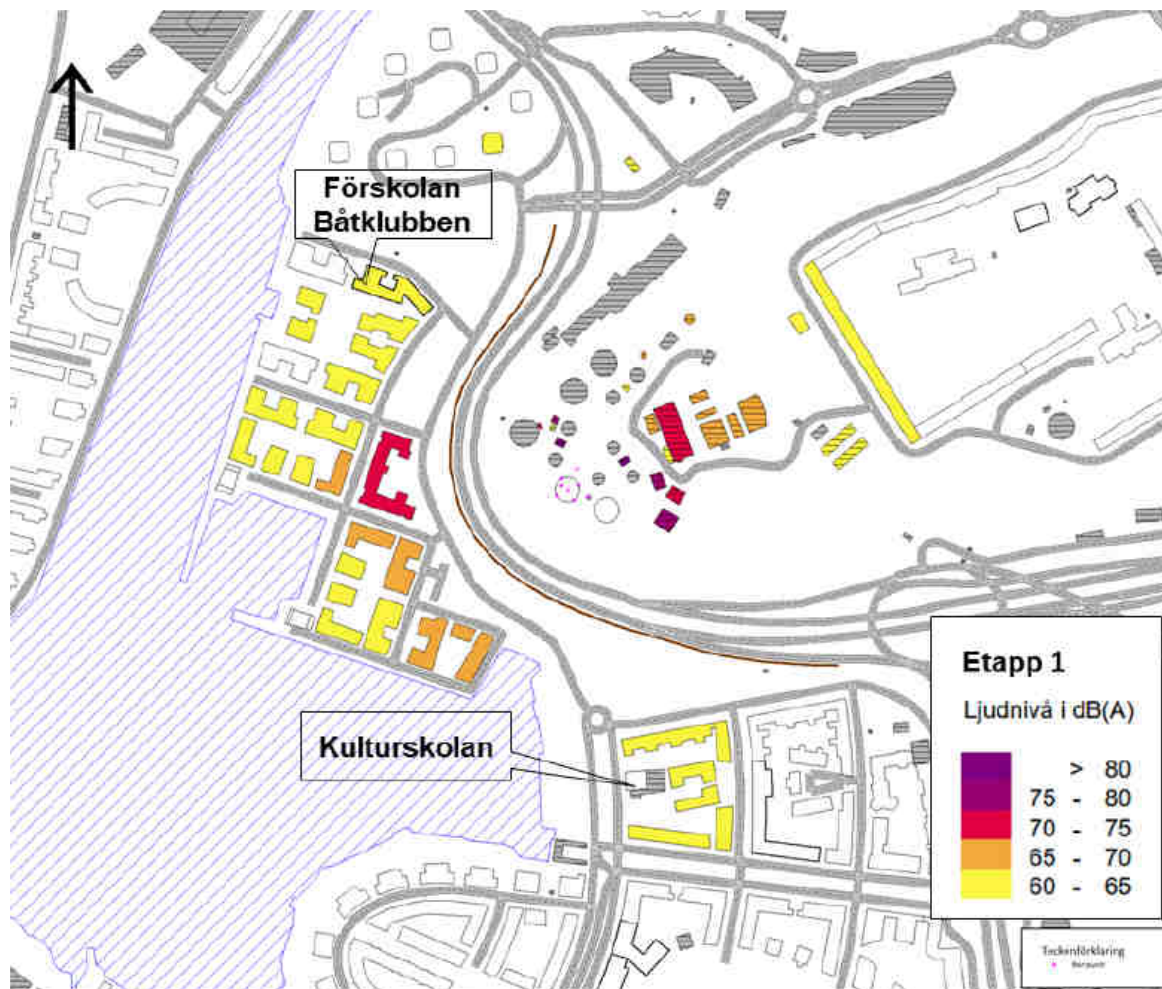 Förskolan
Båtklubben
Kulturskolan
Etapp 1
Ljudnivå i dB(A)
> 80
75 - 80
70 - 75
65 - 70
60 - 65
Teckenförklaring